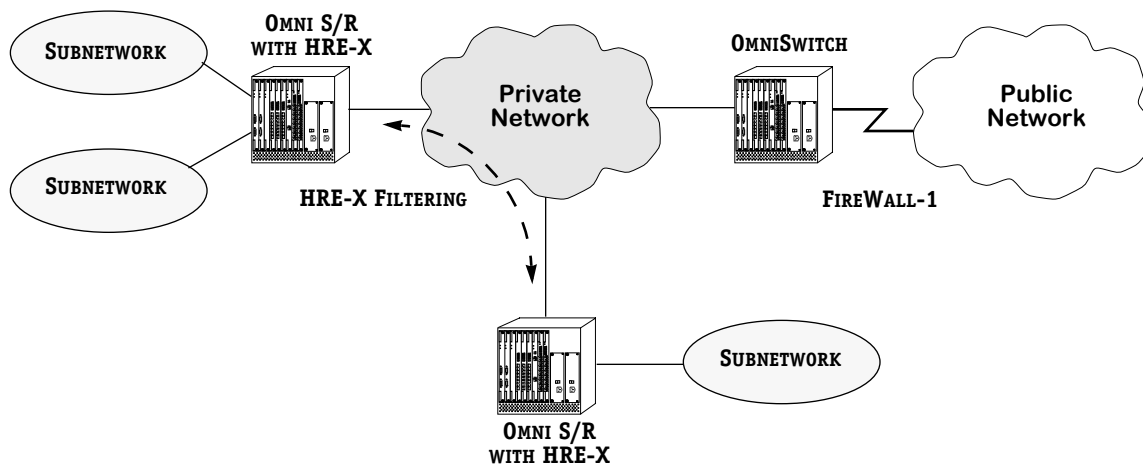 OMNI S/R
WITH HRE-X
SUBNETWORK
SUBNETWORK
HRE-X FILTERING
Private
Network
OMNISWITCH
FIREWALL-1
Public
Network
OMNI S/R
WITH HRE-X
SUBNETWORK